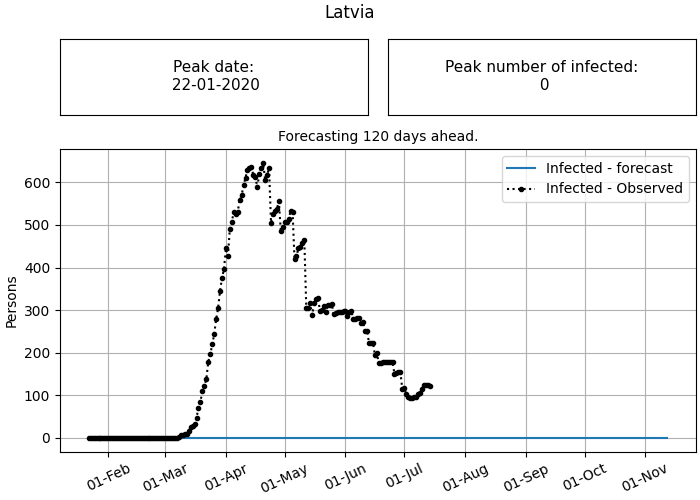 Latvia
Peak date:
22-01-2020
Peak number of infected:
0
Forecasting 120 days ahead.
Infected - forecast
Infected - Observed
Persons
600
500
400
300
200
100
0
01-Feb
01-Mar
01-Apr
01-May
01-Jun
01-Jul
01-Aug
01-Sep
01-Oct
01-Nov